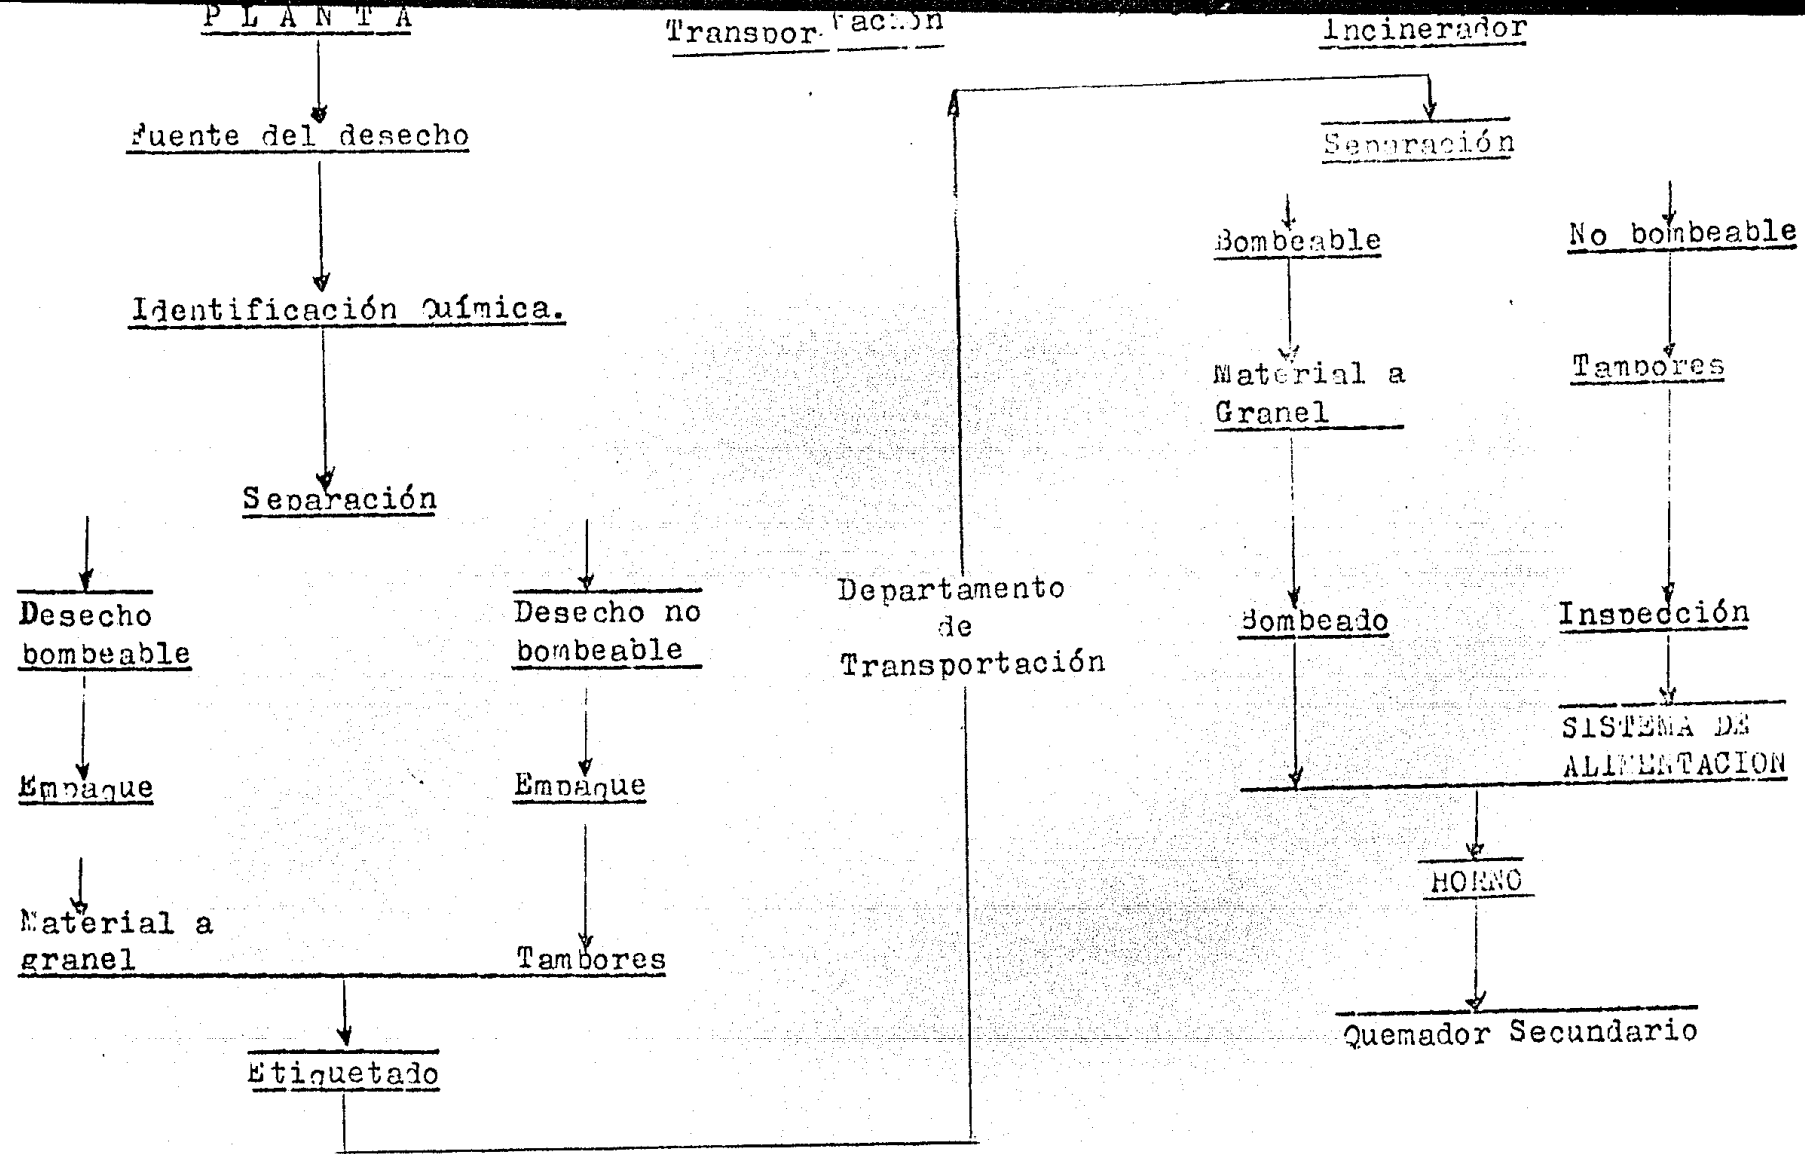 PLANTA
Fuente del desecho
Identificación Química.
Separación
Desecho
bombeable
Desecho no
bombeable
Empaque
Empaque
Material a
granel
Tambores
Etiquetado
Transportación
Departamento
de
Transportación
Incinerador
Separación
Bombeable
No bombeable
Material a
Granel
Tambores
Bombeado
Inspección
SISTEMA DE
ALIMENTACION
HORNO
Quemador Secundario